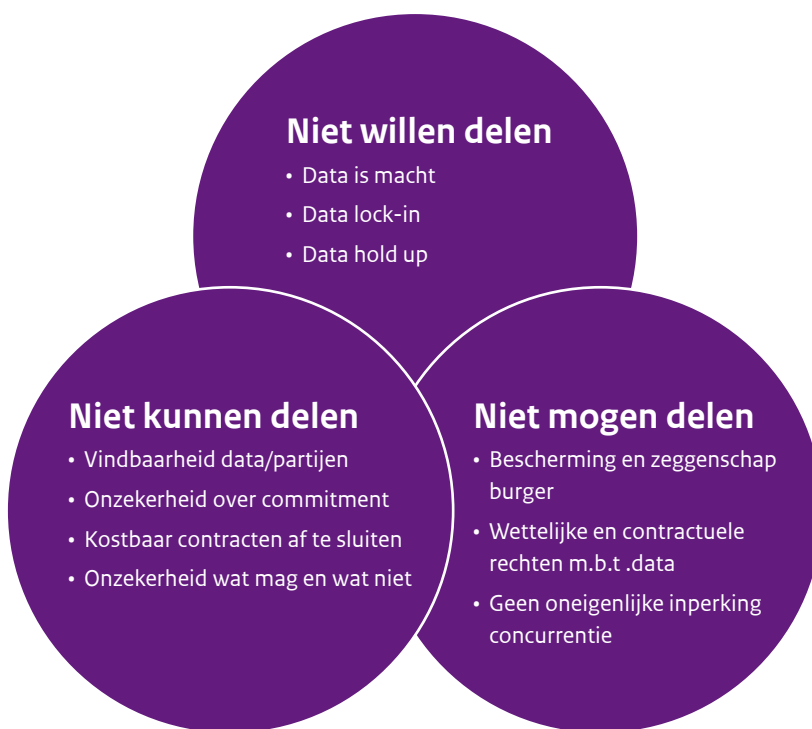 Niet willen delen
• Data is macht
• Data lock-in
• Data hold up
Niet kunnen delen
• Vindbaarheid data/partijen
• Onzekerheid over commitment
• Kostbaar contracten af te sluiten
• Onzekerheid wat mag en wat niet
Niet mogen delen
• Bescherming en zeggenschap
burger
• Wettelijke en contractuele
rechten m.b.t .data
• Geen oneigenlijke inperking
concurrentie